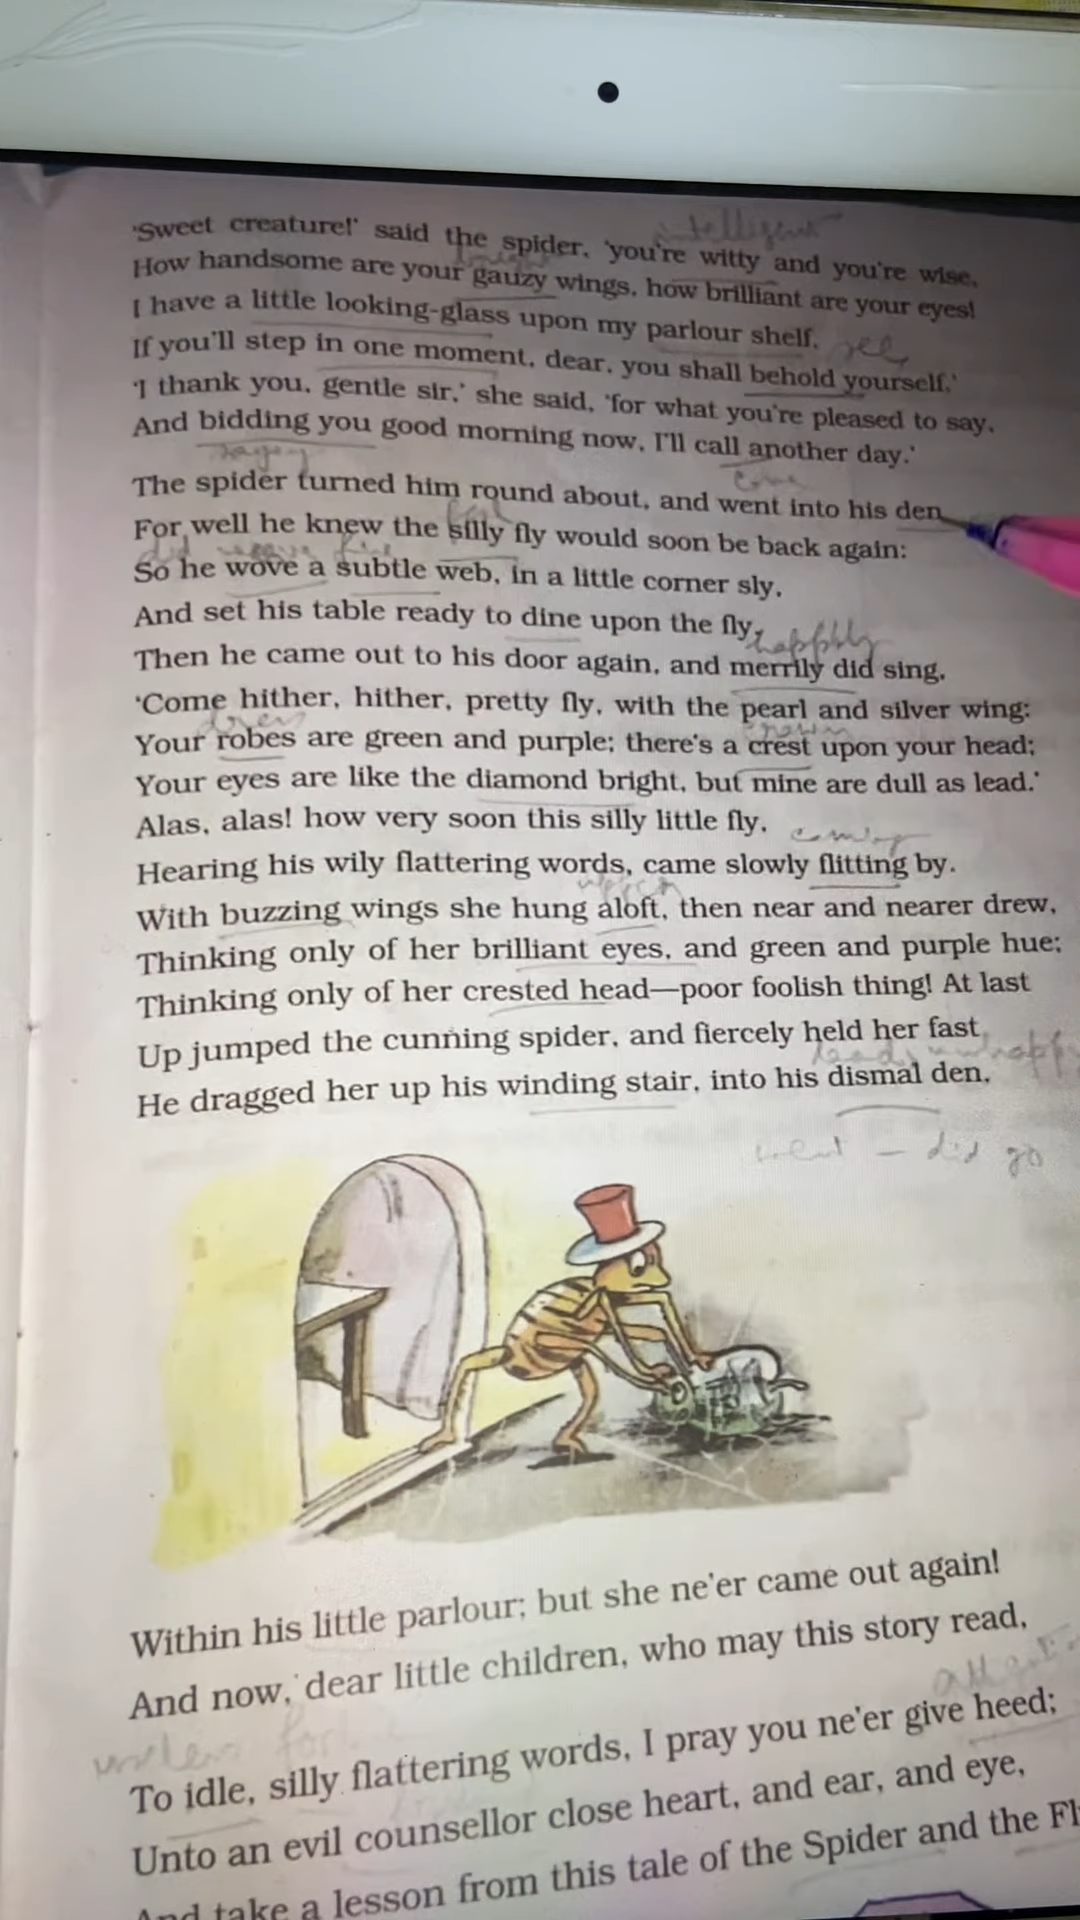 intelligent
'Sweet creature!' said the spider, 'you're witty and you're wise,
bright
How handsome are your gauzy wings, how brilliant are your eyes!
I have a little looking-glass upon my parlour shelf,
see
If you'll step in one moment, dear, you shall behold yourself.'
'I thank you, gentle sir,' she said, 'for what you're pleased to say,
And bidding you good morning now, I'll call another day.'
come
The spider turned him round about, and went into his den,
For well he knew the silly fly would soon be back again:
did weave fine
So he wove a subtle web, in a little corner sly,
And set his table ready to dine upon the fly,
happily
Then he came out to his door again, and merrily did sing,
'Come hither, hither, pretty fly, with the pearl and silver wing:
dress crown
Your robes are green and purple; there's a crest upon your head;
Your eyes are like the diamond bright, but mine are dull as lead.'
Alas, alas! how very soon this silly little fly,
coming
Hearing his wily flattering words, came slowly flitting by.
With buzzing wings she hung aloft, then near and nearer drew,
Thinking only of her brilliant eyes, and green and purple hue;
Thinking only of her crested head—poor foolish thing! At last
Up jumped the cunning spider, and fiercely held her fast
He dragged her up his winding stair, into his dismal den,
went — did go
Within his little parlour; but she ne'er came out again!
And now, dear little children, who may this story read,
To idle, silly flattering words, I pray you ne'er give heed;
Unto an evil counsellor close heart, and ear, and eye,
And take a lesson from this tale of the Spider and the